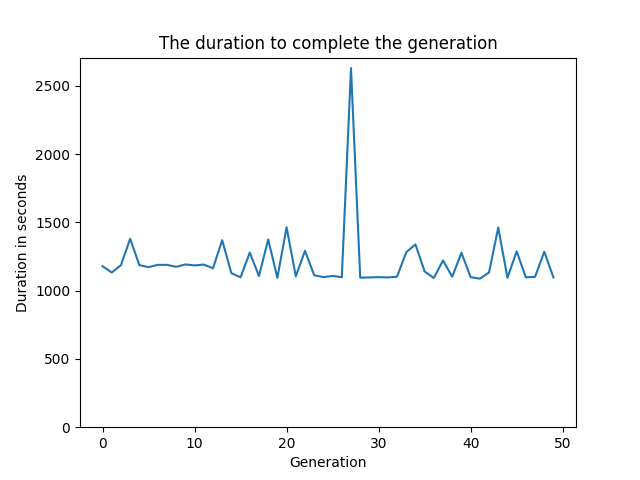 The duration to complete the generation
2500
2000
1500
1000
500
0
Duration in seconds
0 10 20 30 40 50
Generation